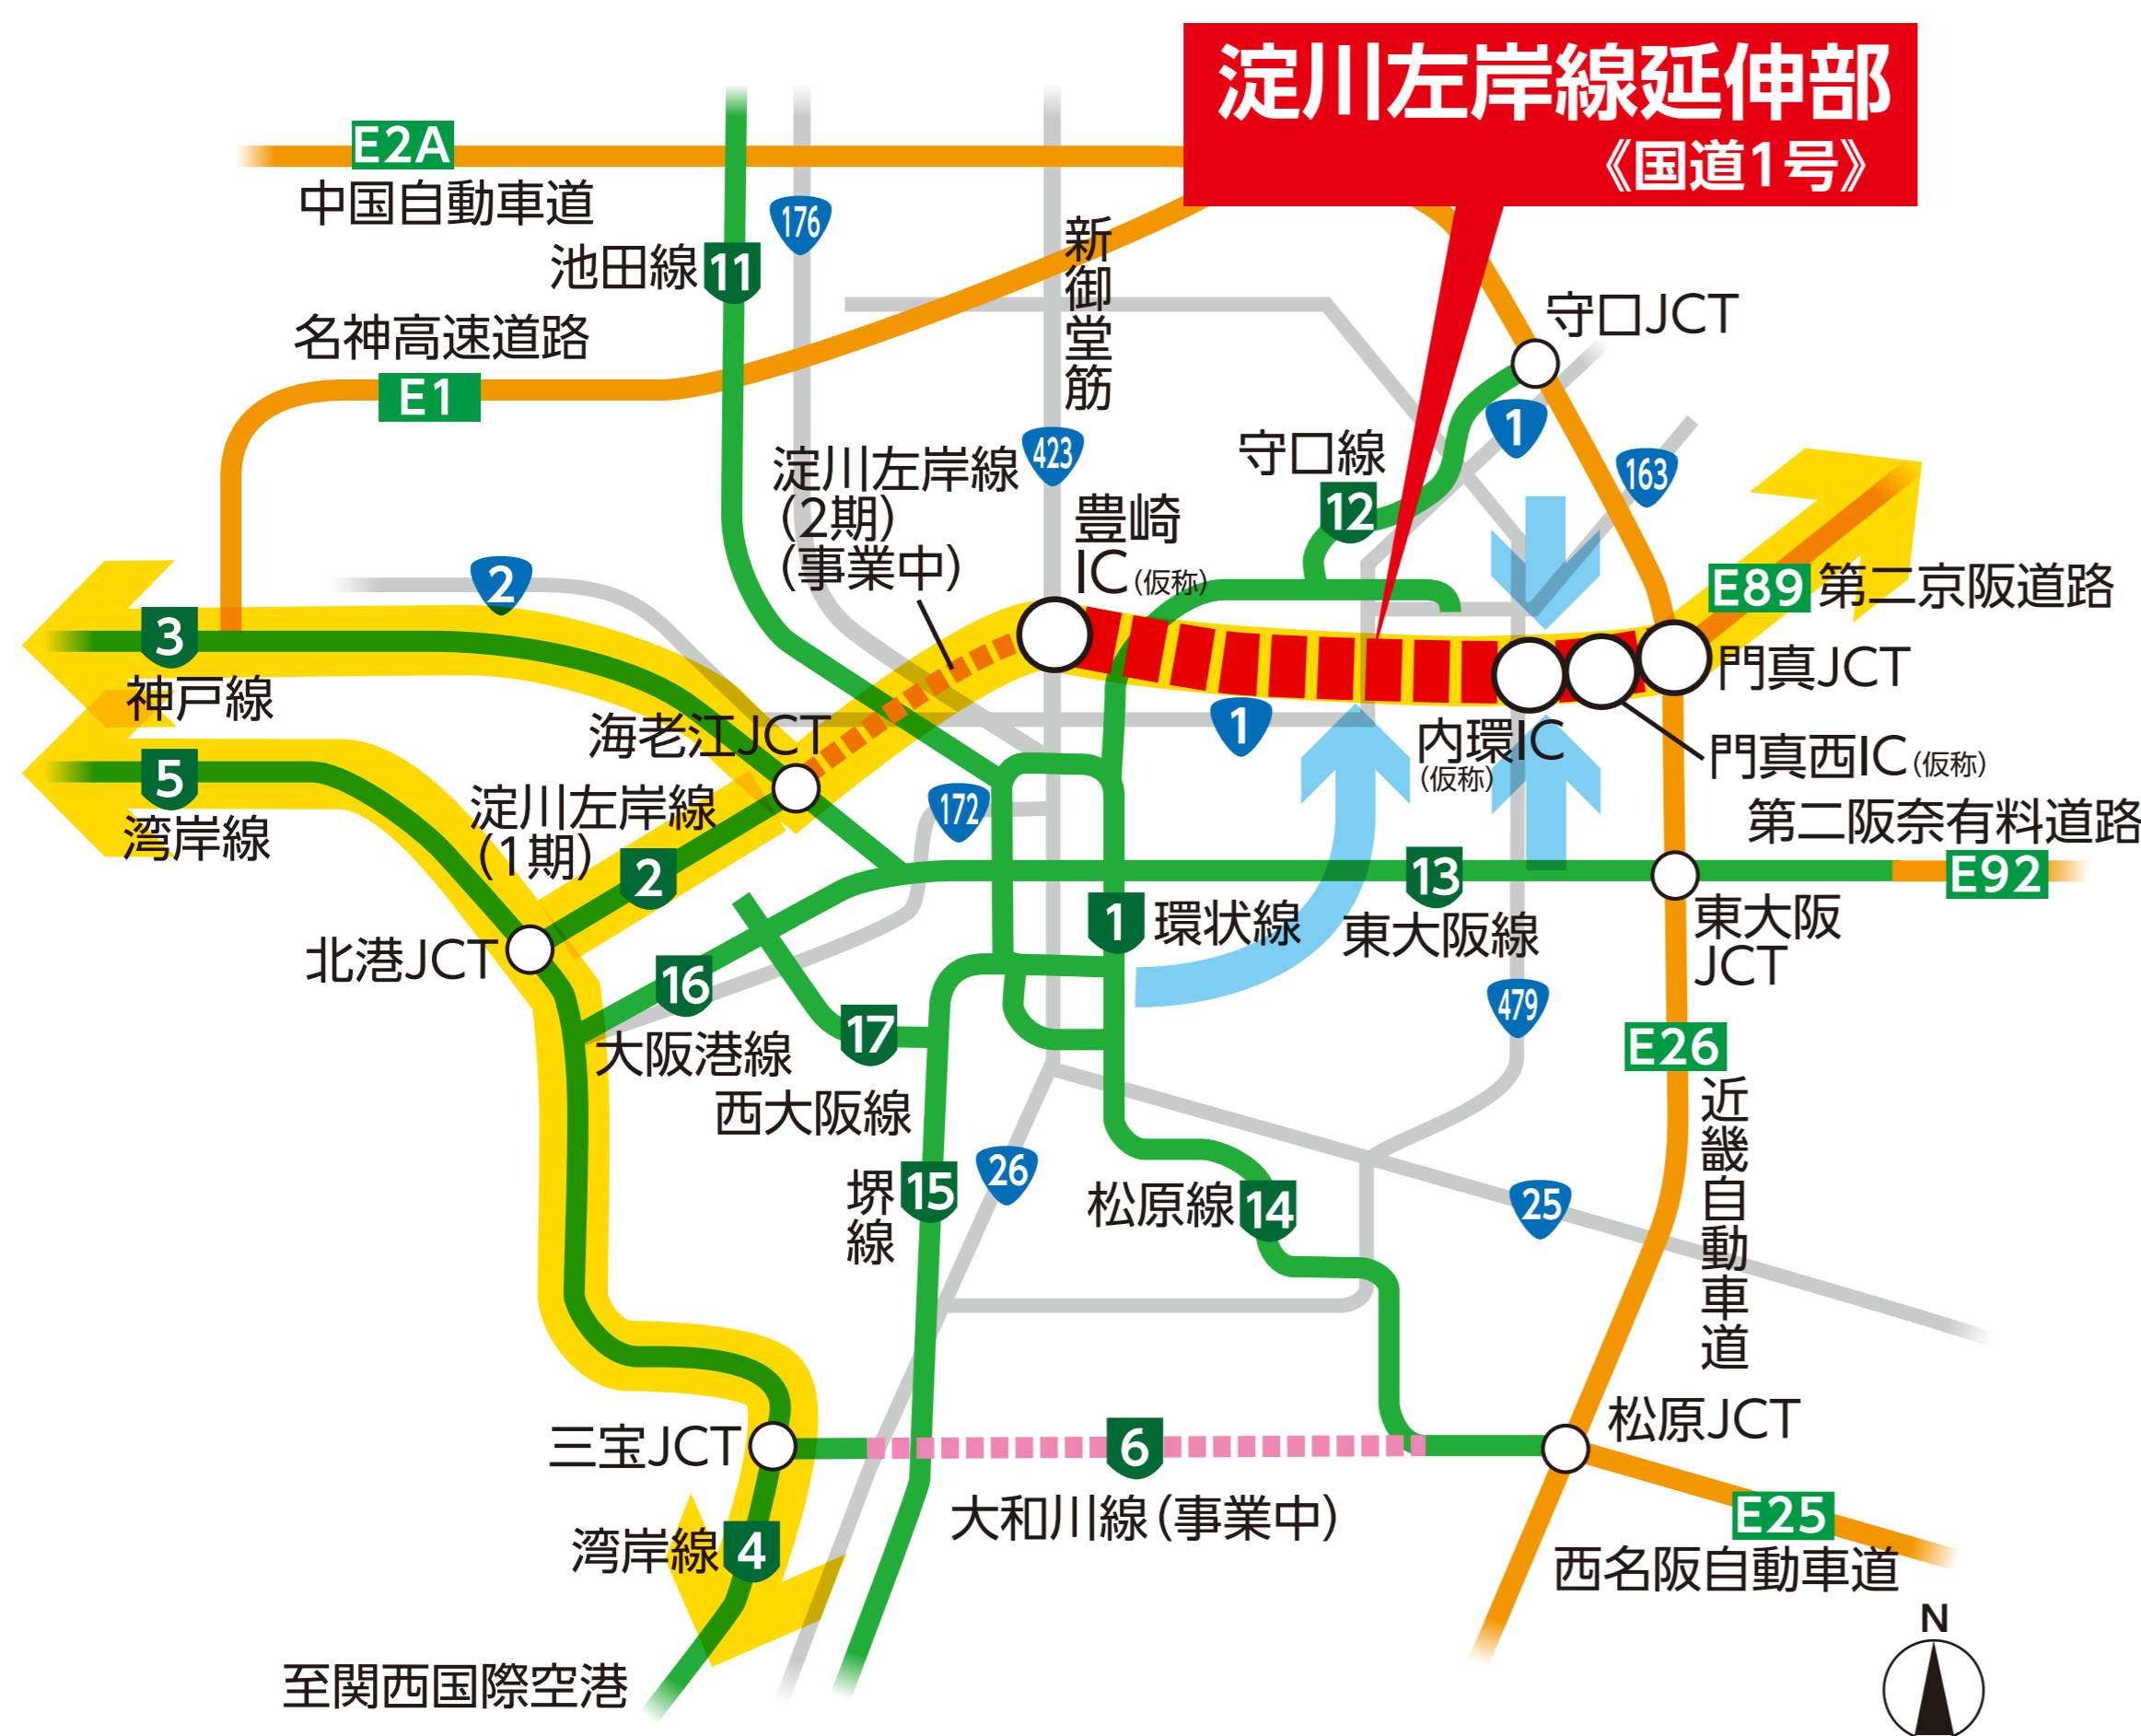 淀川左岸線延伸部
《国道1号》
E2A
中国自動車道
176
池田線
11
新御堂筋
名神高速道路
E1
守口JCT
1
423
守口線
12
163
淀川左岸線
(2期)
(事業中)
豊崎
IC(仮称)
2
E89
第二京阪道路
3
神戸線
門真JCT
海老江JCT
1
内環IC
(仮称)
門真西IC(仮称)
5
湾岸線
淀川左岸線
(1期)
2
172
第二阪奈有料道路
E92
13
東大阪線
1
環状線
東大阪
JCT
北港JCT
16
大阪港線
17
西大阪線
479
E26
近畿自動車道
堺線
15
26
松原線
14
25
三宝JCT
6
大和川線(事業中)
松原JCT
湾岸線
4
E25
西名阪自動車道
至関西国際空港
N